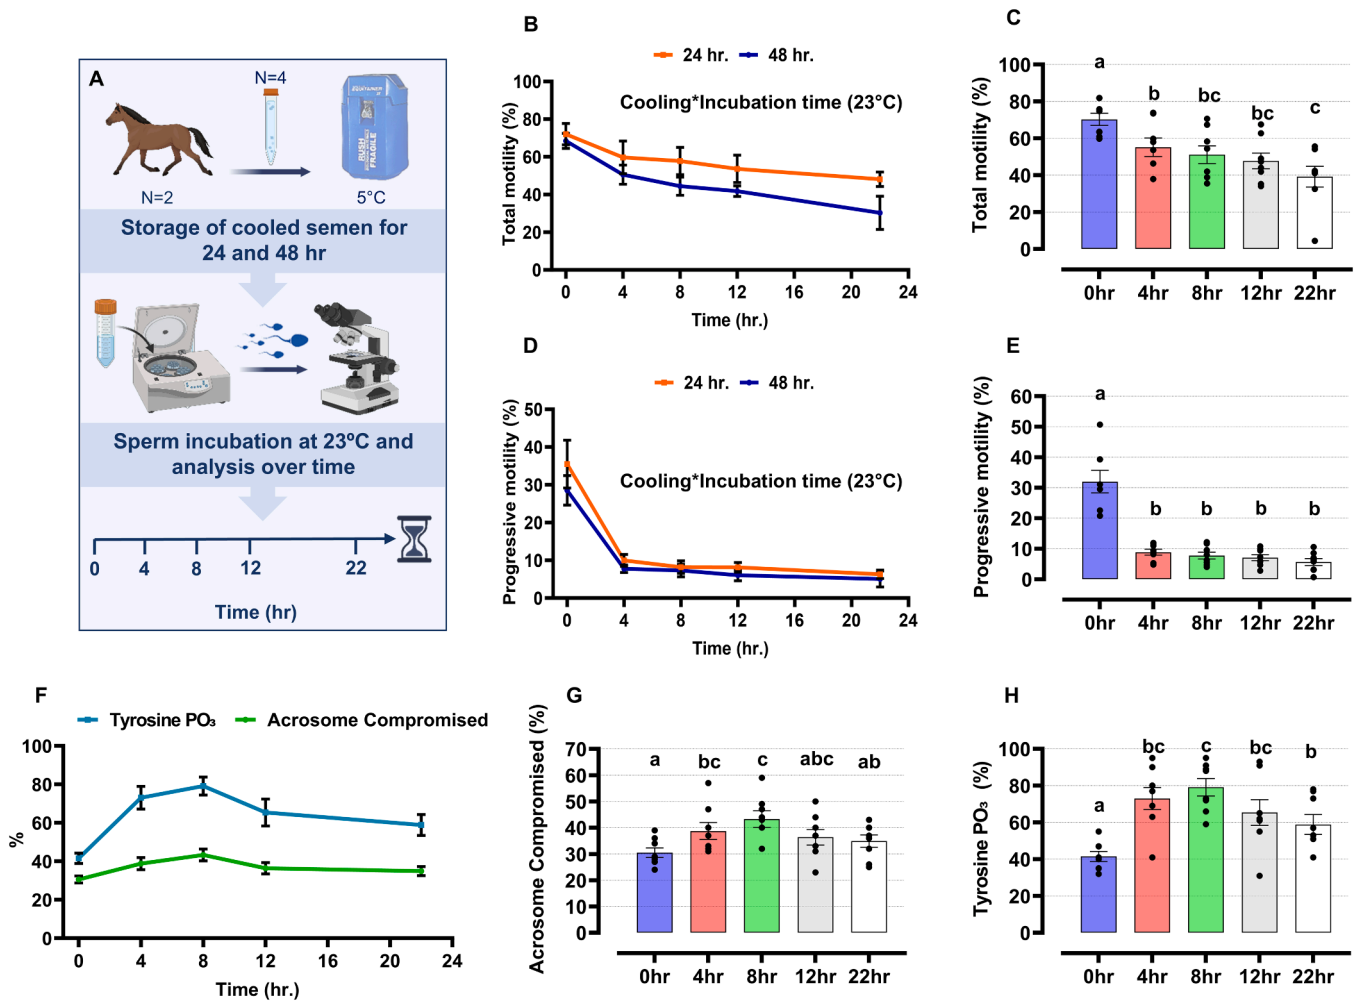 A
N=4
N=2
5°C
RUSH
FRAGILE
Storage of cooled semen for
24 and 48 hr
Sperm incubation at 23ºC and
analysis over time
0 4 8 12 22
Time (hr)
B
24 hr. 48 hr.
Cooling*Incubation time (23°C)
Total motility (%)
100
80
60
40
20
0
0 4 8 12 16 20 24
Time (hr.)
C
Total motility (%)
100
80
60
40
20
0
a b bc bc c
0hr 4hr 8hr 12hr 22hr
D
24 hr. 48 hr.
Cooling*Incubation time (23°C)
Progressive motility (%)
50
40
30
20
10
0
0 4 8 12 16 20 24
Time (hr.)
E
Progressive motility (%)
60
50
40
30
20
10
0
a b b b b
0hr 4hr 8hr 12hr 22hr
F
Tyrosine PO₃ Acrosome Compromised
%
100
80
60
40
20
0
0 4 8 12 16 20 24
Time (hr.)
G
Acrosome Compromised (%)
70
60
50
40
30
20
10
0
a bc c abc ab
0hr 4hr 8hr 12hr 22hr
H
Tyrosine PO₃ (%)
100
80
60
40
20
0
a bc c bc b
0hr 4hr 8hr 12hr 22hr